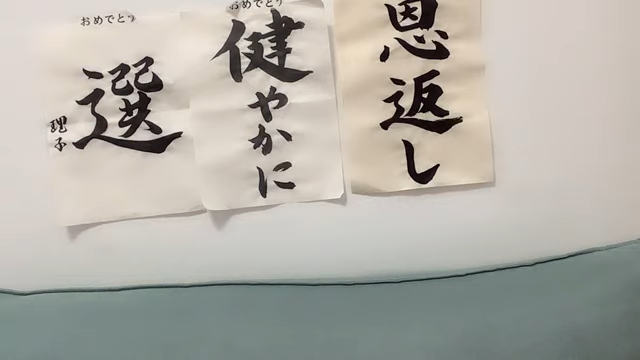 おめでとう
選
理子
おめでとう
健やかに
恩返し